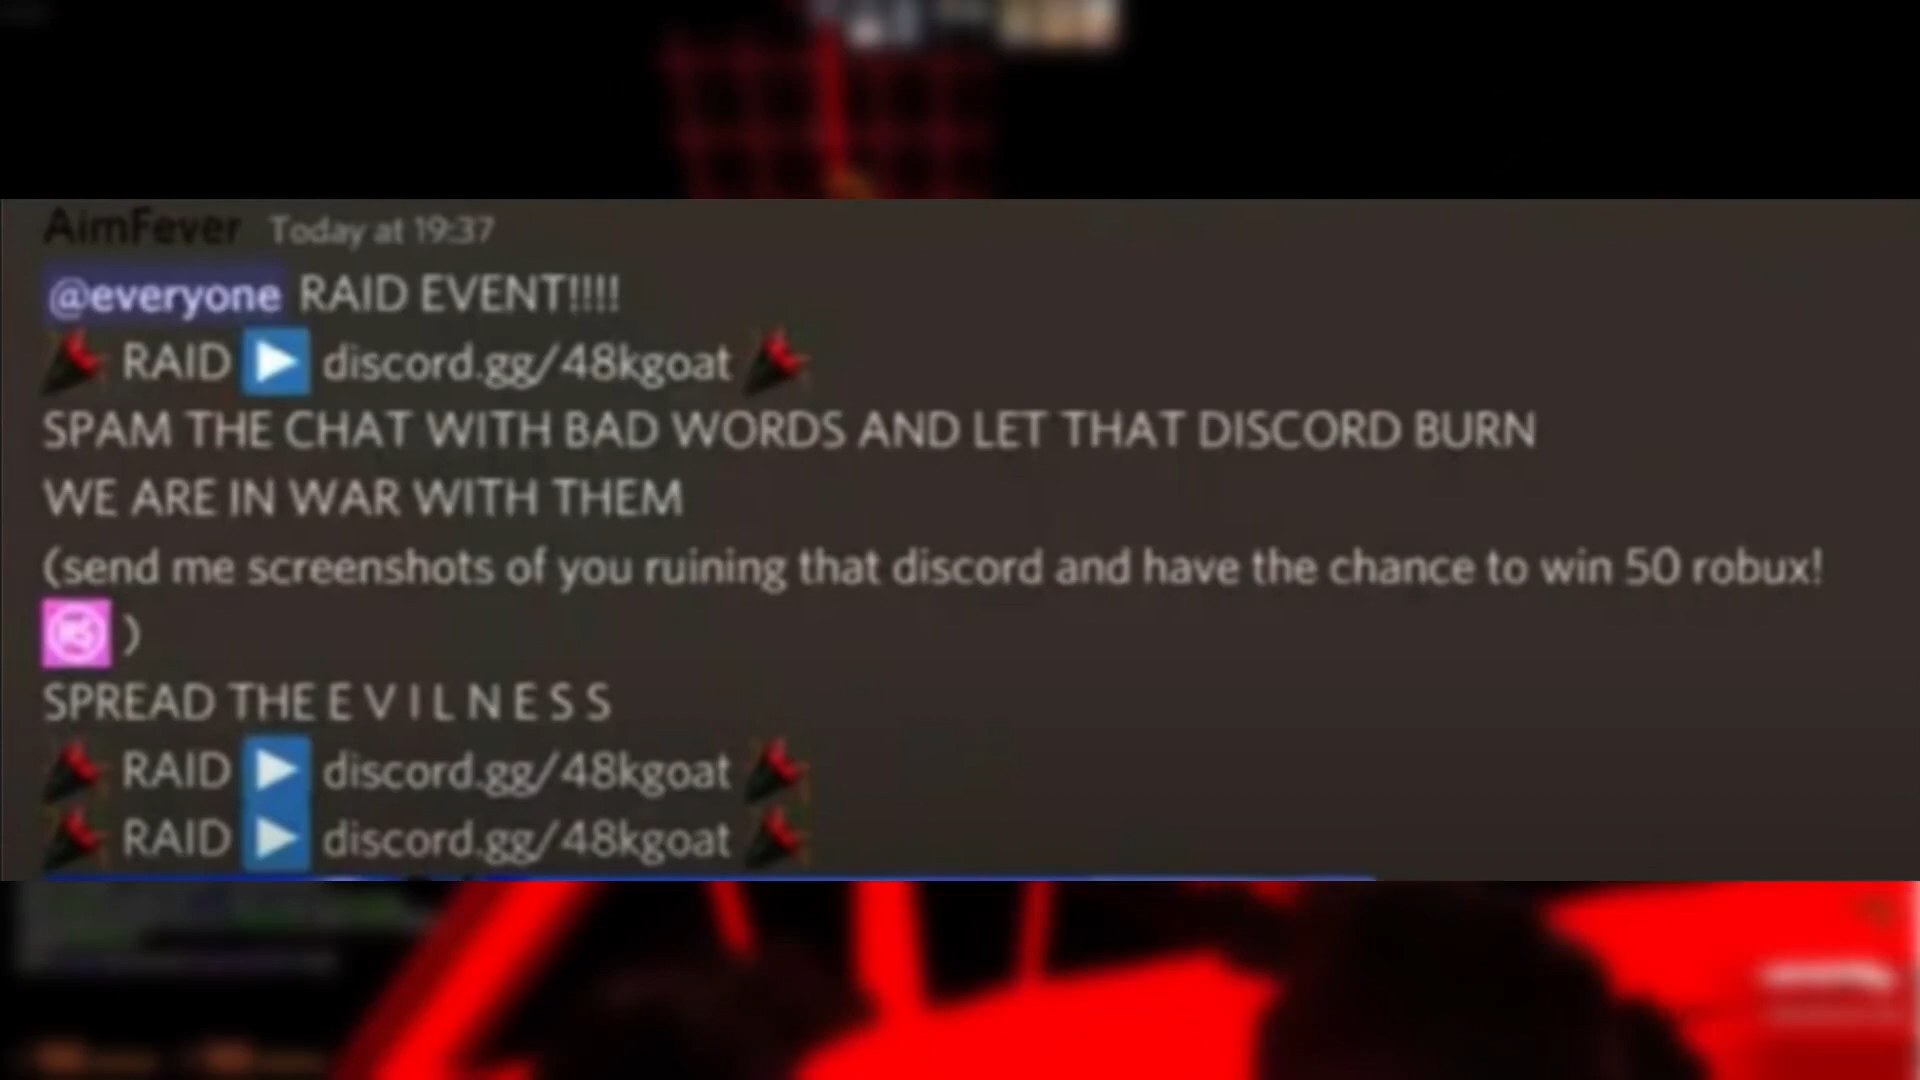 AimFever Today at 19:37
@everyone RAID EVENT!!!!
🎉 RAID ▶️ discord.gg/48kgoat 🎉
SPAM THE CHAT WITH BAD WORDS AND LET THAT DISCORD BURN
WE ARE IN WAR WITH THEM
(send me screenshots of you ruining that discord and have the chance to win 50 robux!
)
SPREAD THE E V I L N E S S
🎉 RAID ▶️ discord.gg/48kgoat 🎉
🎉 RAID ▶️ discord.gg/48kgoat 🎉